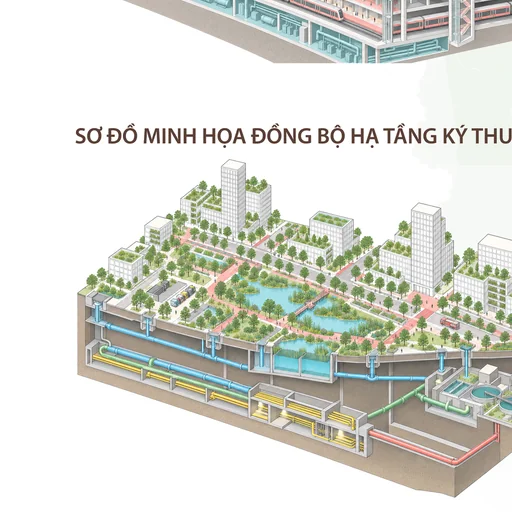 SƠ ĐỒ MINH HỌA ĐỒNG BỘ HẠ TẦNG KỸ THU